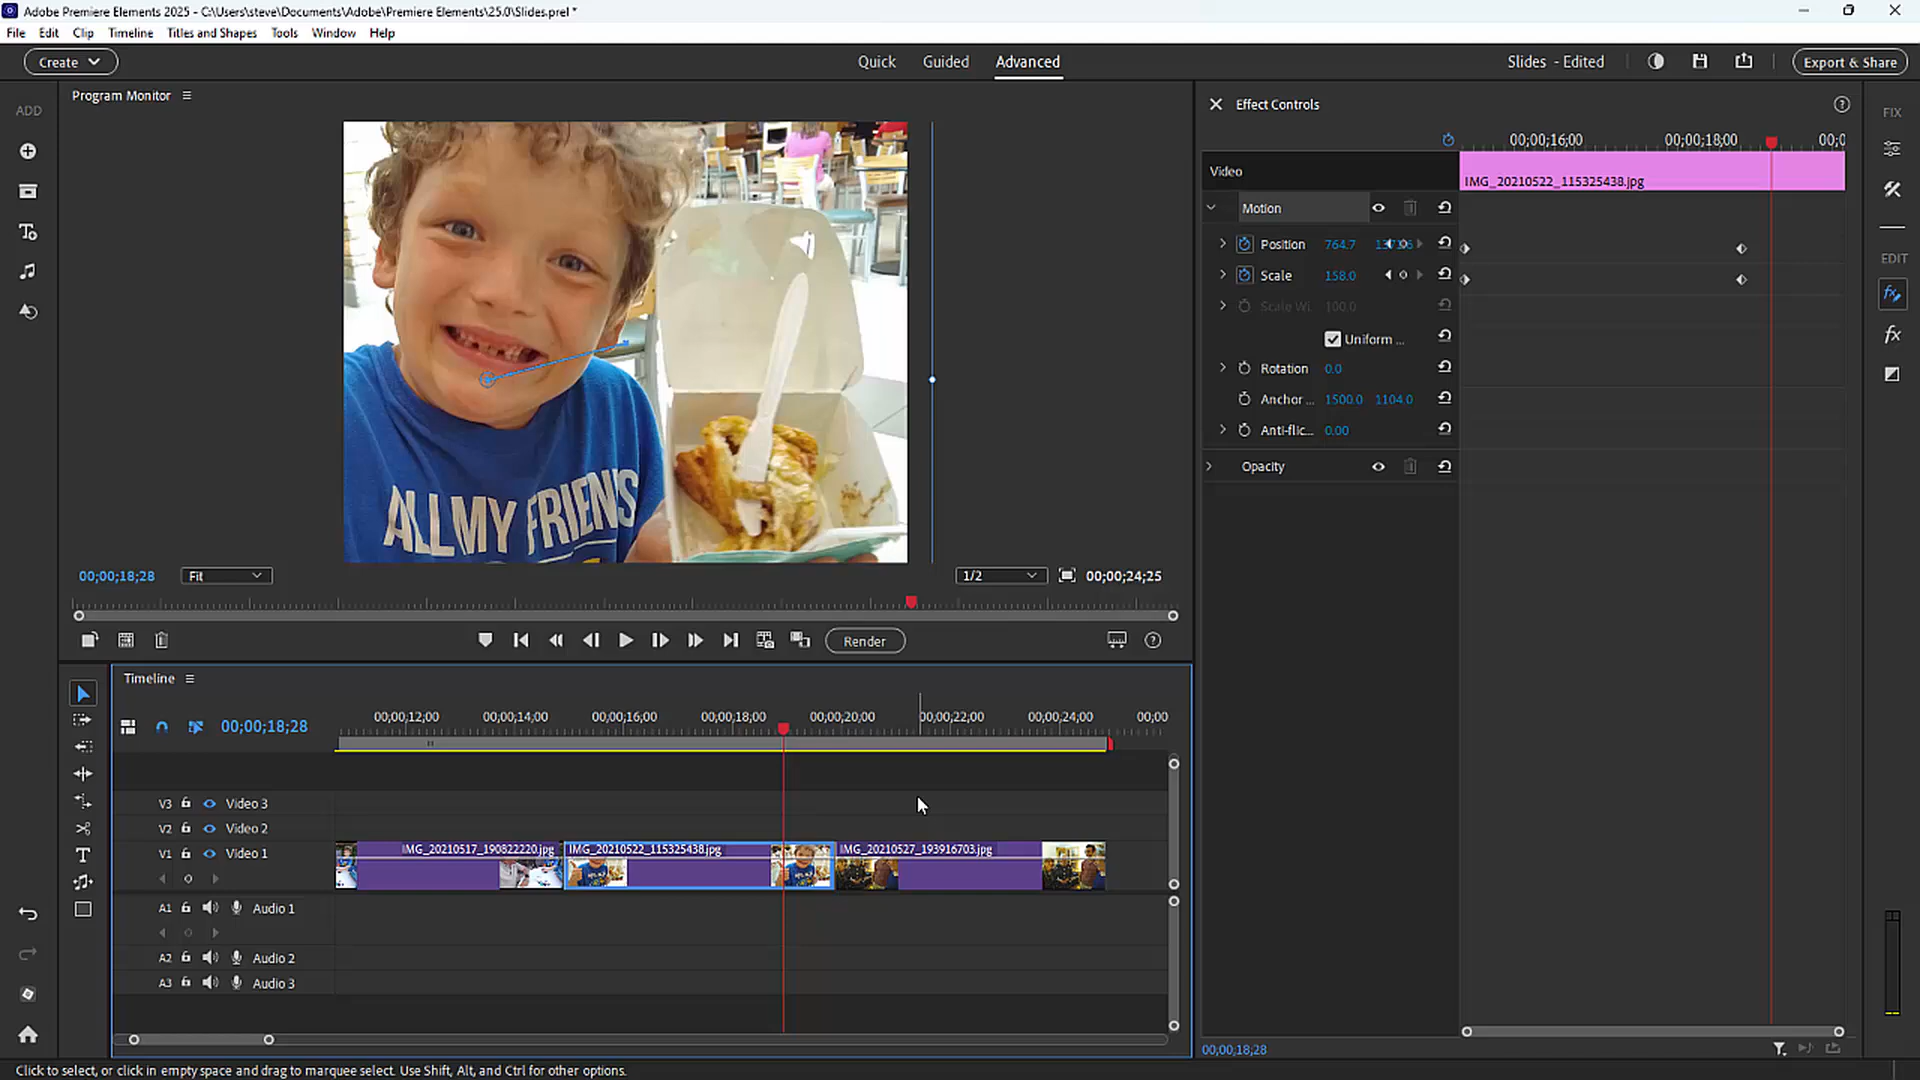 Adobe Premiere Elements 2025 - C:\Users\steve\Documents\Adobe\Premiere Elements\25.0\Slides.prel *
File Edit Clip Timeline Titles and Shapes Tools Window Help
Create Quick Guided Advanced Slides - Edited Export & Share
ADD
Program Monitor
ALL MY FRIENDS
00;00;18;28 Fit 1/2 00;00;24;25
Render
Effect Controls
00;00;16;00 00;00;18;00 00;0
Video IMG_20210522_115325438.jpg
Motion
Position 764.7
Scale 158.0
Scale Wi... 100.0
Uniform ...
Rotation 0.0
Anchor ... 1500.0 1104.0
Anti-flic... 0.00
Opacity
00;00;18;28
FIX
EDIT
Timeline
00;00;18;28 00;00;12;00 00;00;14;00 00;00;16;00 00;00;18;00 00;00;20;00 00;00;22;00 00;00;24;00 00;00
V3 Video 3
V2 Video 2
V1 Video 1 IMG_20210517_190822220.jpg IMG_20210522_115325438.jpg IMG_20210527_193916703.jpg
A1 Audio 1
A2 Audio 2
A3 Audio 3
Click to select, or click in empty space and drag to marquee select. Use Shift, Alt, and Ctrl for other options.